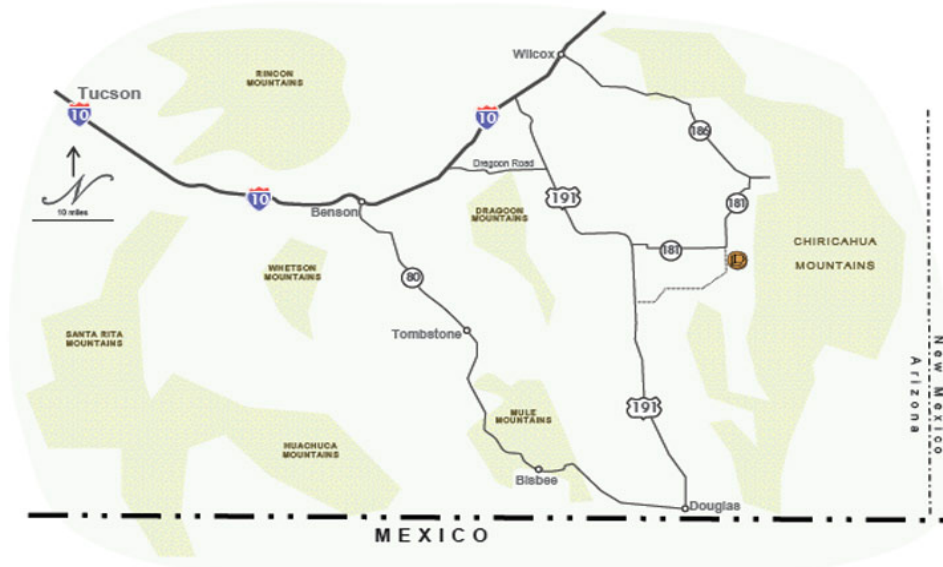 Wilcox
RINCON
MOUNTAINS
Tucson
10
10
186
N
10 miles
Dragoon Road
10
191
181
Benson
DRAGOON
MOUNTAINS
181
CHIRICAHUA
MOUNTAINS
WHETSON
MOUNTAINS
80
Tombstone
SANTA RITA
MOUNTAINS
Arizona
New Mexico
191
MULE
MOUNTAINS
HUACHUCA
MOUNTAINS
Bisbee
Douglas
MEXICO